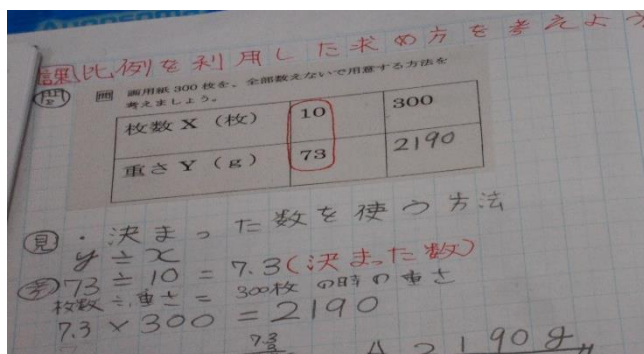 課 比例を利用した求め方を考えよう
問 画用紙300枚を、全部数えないで用意する方法を
考えましょう。
枚数X（枚） 10 300
重さY（g） 73 2190
見 ・決まった数を使う方法
y÷x
考 73÷10=7.3(決まった数)
枚数÷重さ=300枚の時の重さ
7.3×300=2190
A 2190g